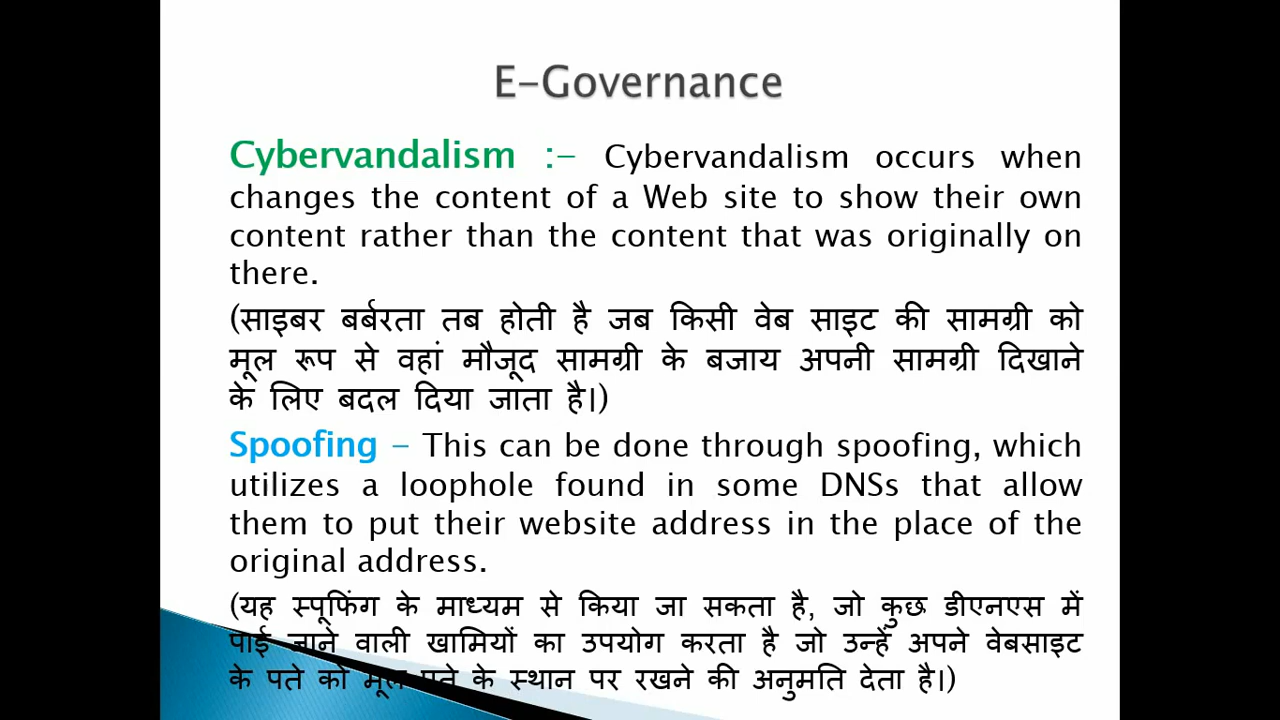 E-Governance
Cybervandalism :- Cybervandalism occurs when
changes the content of a Web site to show their own
content rather than the content that was originally on
there.
(साइबर बर्बरता तब होती है जब किसी वेब साइट की सामग्री को
मूल रूप से वहां मौजूद सामग्री के बजाय अपनी सामग्री दिखाने
के लिए बदल दिया जाता है।)
Spoofing - This can be done through spoofing, which
utilizes a loophole found in some DNSs that allow
them to put their website address in the place of the
original address.
(यह स्पूफिंग के माध्यम से किया जा सकता है, जो कुछ डीएनएस में
पाई जाने वाली खामियों का उपयोग करता है जो उन्हें अपने वेबसाइट
के पते को मूल पते के स्थान पर रखने की अनुमति देता है।)